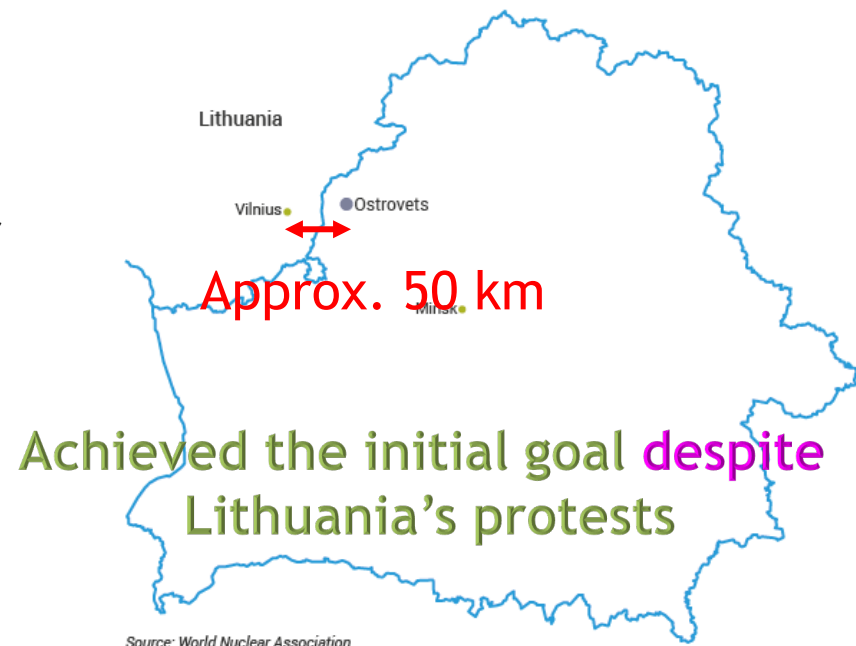 Lithuania
Vilnius
Ostrovets
Approx. 50 km
Minsk
Achieved the initial goal despite
Lithuania’s protests
Source: World Nuclear Association